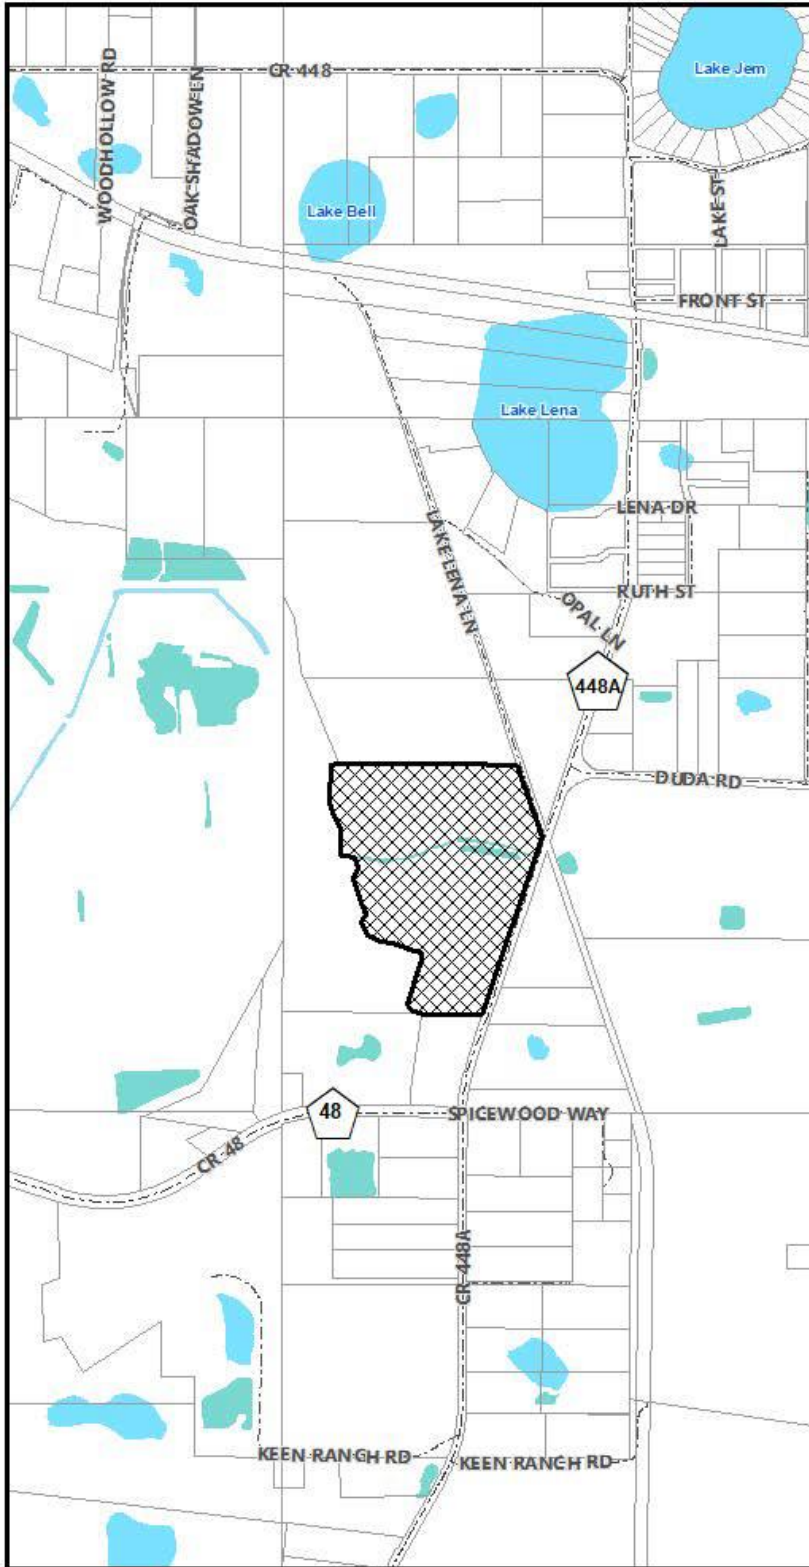 Lake Jem
CR 448
WOODHOLLOW RD
OAK SHADOW LN
Lake Bell
LAKE ST
FRONT ST
Lake Lena
LENA DR
LAKE LENA LN
RUTH ST
OPAL LN
448A
DUDA RD
48
SPICEWOOD WAY
CR 48
CR 448A
KEEN RANCH RD
KEEN RANCH RD